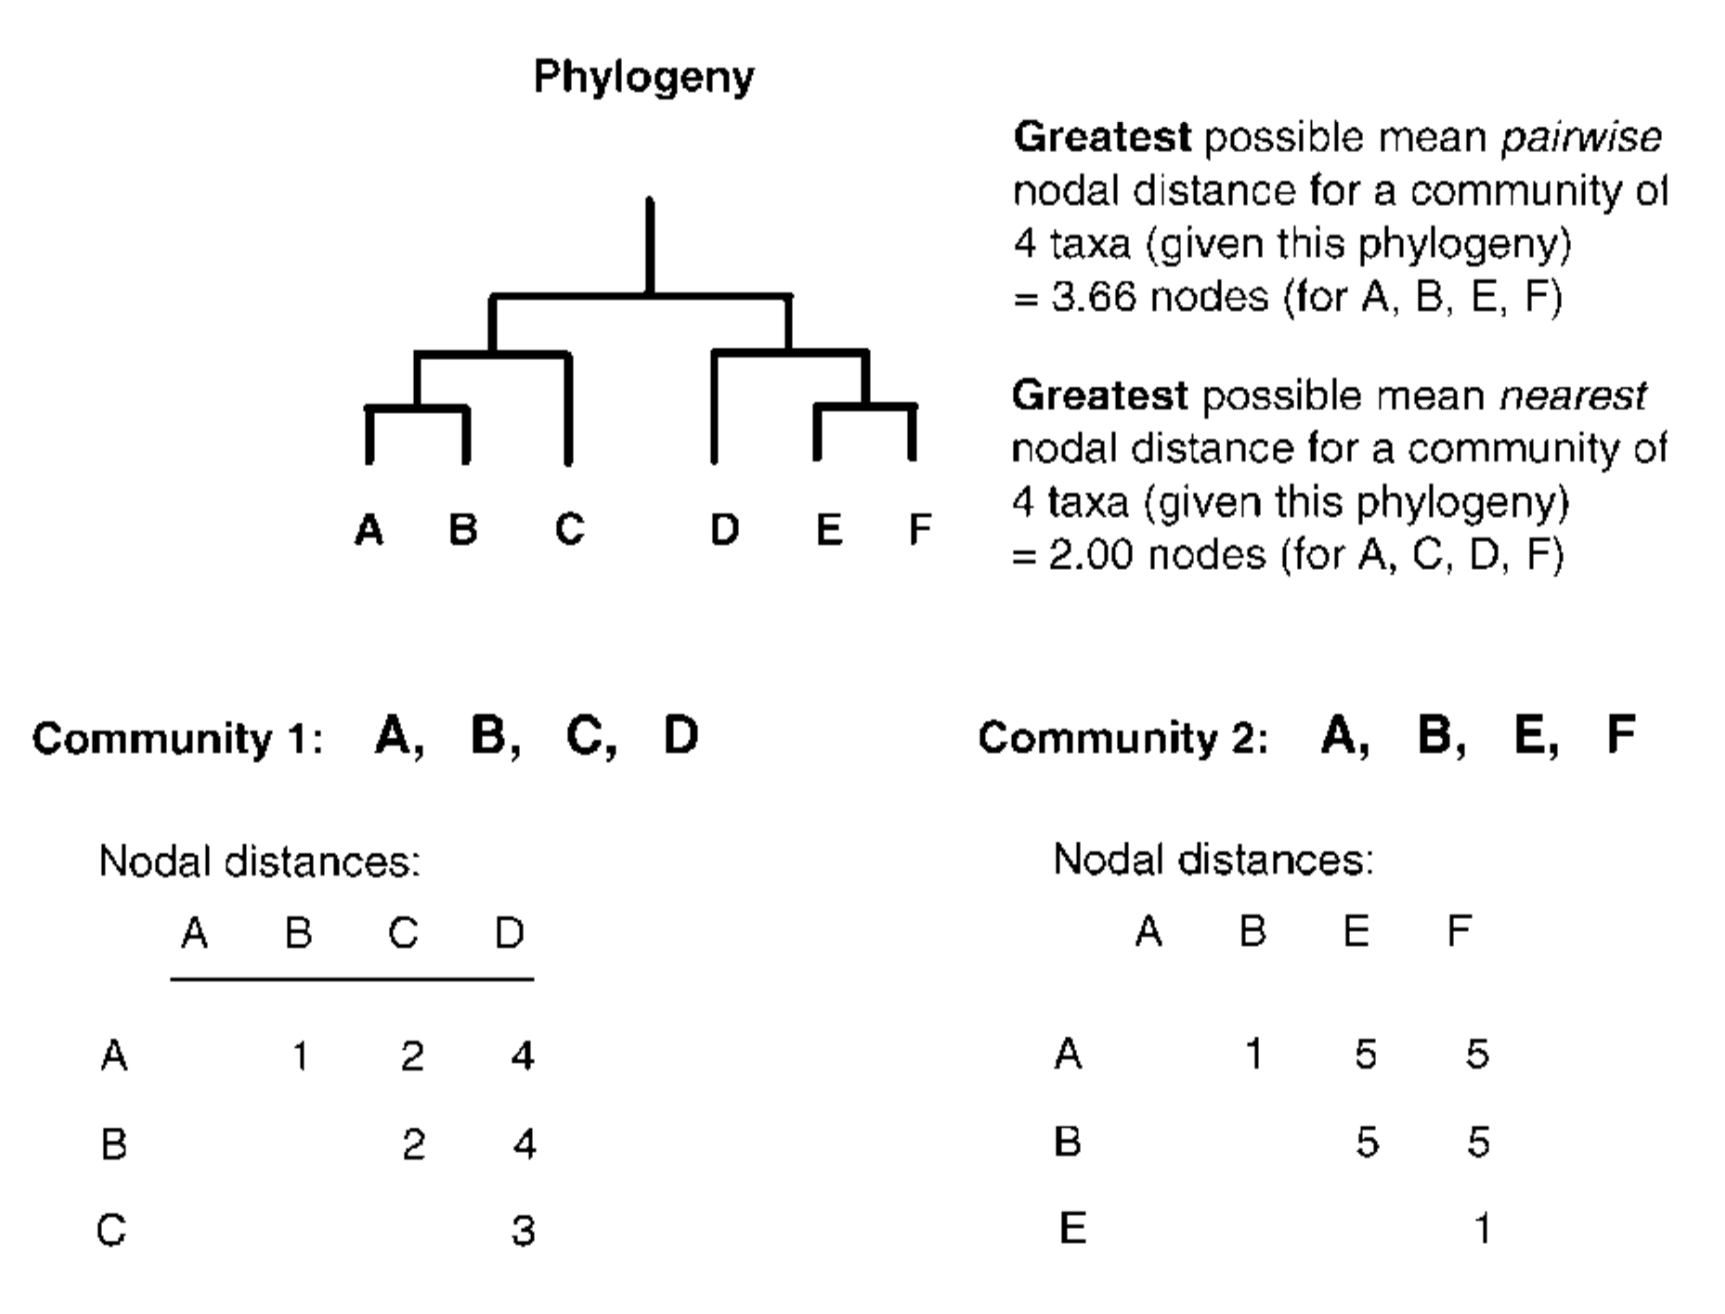 Phylogeny
Greatest possible mean pairwise
nodal distance for a community of
4 taxa (given this phylogeny)
= 3.66 nodes (for A, B, E, F)
Greatest possible mean nearest
nodal distance for a community of
4 taxa (given this phylogeny)
= 2.00 nodes (for A, C, D, F)
A B C D E F
Community 1: A, B, C, D
Nodal distances:
A B C D
A 1 2 4
B 2 4
C 3
Community 2: A, B, E, F
Nodal distances:
A B E F
A 1 5 5
B 5 5
E 1